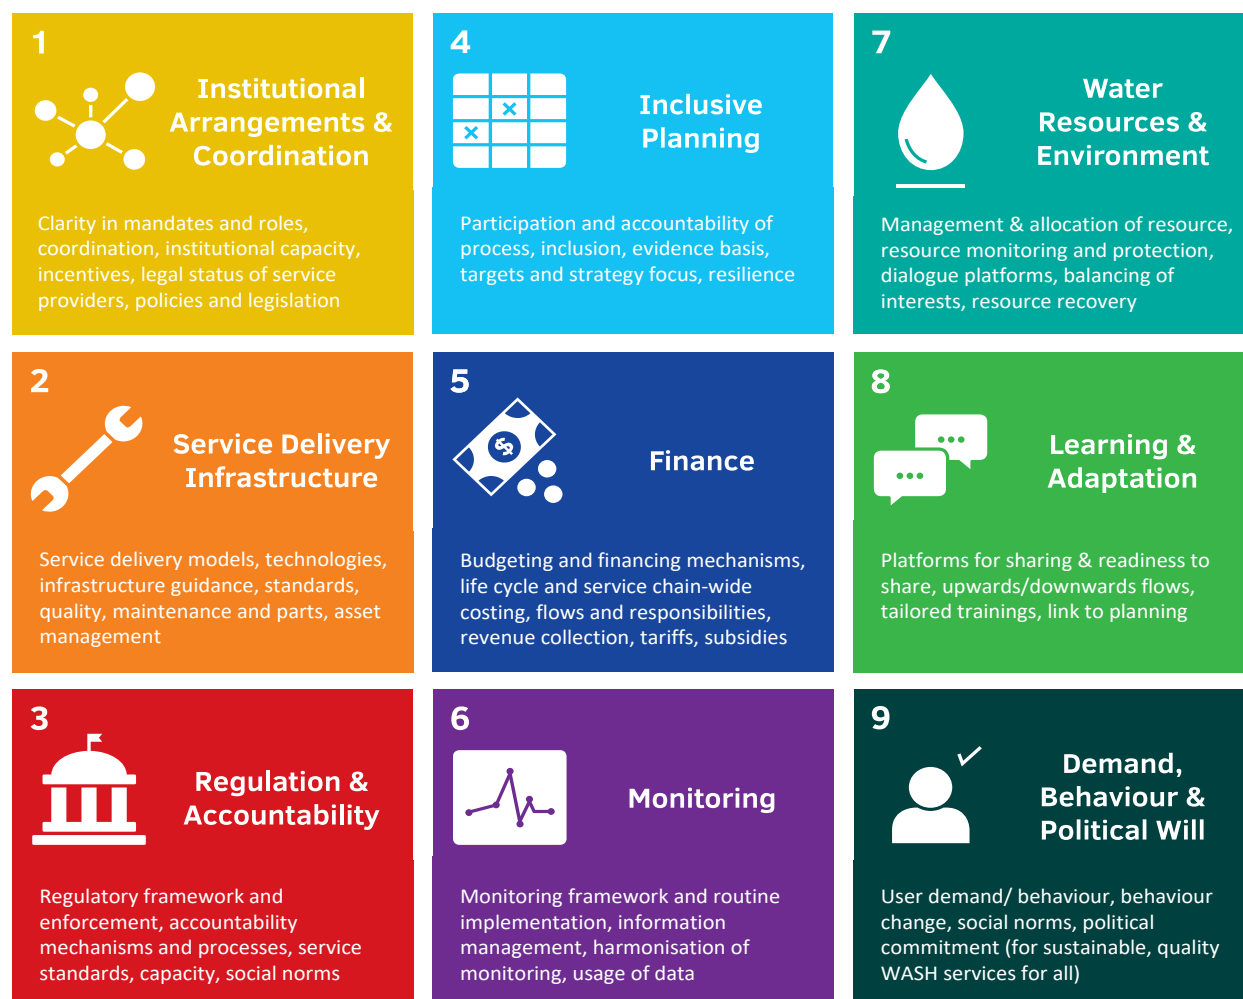 1
Institutional
Arrangements &
Coordination
Clarity in mandates and roles,
coordination, institutional capacity,
incentives, legal status of service
providers, policies and legislation
2
Service Delivery
Infrastructure
Service delivery models, technologies,
infrastructure guidance, standards,
quality, maintenance and parts, asset
management
3
Regulation &
Accountability
Regulatory framework and
enforcement, accountability
mechanisms and processes, service
standards, capacity, social norms
4
Inclusive
Planning
Participation and accountability of
process, inclusion, evidence basis,
targets and strategy focus, resilience
5
$
Finance
Budgeting and financing mechanisms,
life cycle and service chain-wide
costing, flows and responsibilities,
revenue collection, tariffs, subsidies
6
Monitoring
Monitoring framework and routine
implementation, information
management, harmonisation of
monitoring, usage of data
7
Water
Resources &
Environment
Management & allocation of resource,
resource monitoring and protection,
dialogue platforms, balancing of
interests, resource recovery
8
Learning &
Adaptation
Platforms for sharing & readiness to
share, upwards/downwards flows,
tailored trainings, link to planning
9
Demand,
Behaviour &
Political Will
User demand/ behaviour, behaviour
change, social norms, political
commitment (for sustainable, quality
WASH services for all)